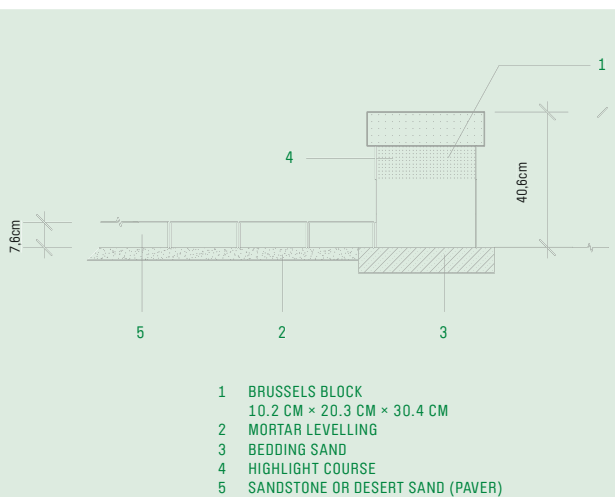 1
4
40,6cm
7,6cm
5 2 3
1 BRUSSELS BLOCK
10.2 CM × 20.3 CM × 30.4 CM
2 MORTAR LEVELLING
3 BEDDING SAND
4 HIGHLIGHT COURSE
5 SANDSTONE OR DESERT SAND (PAVER)